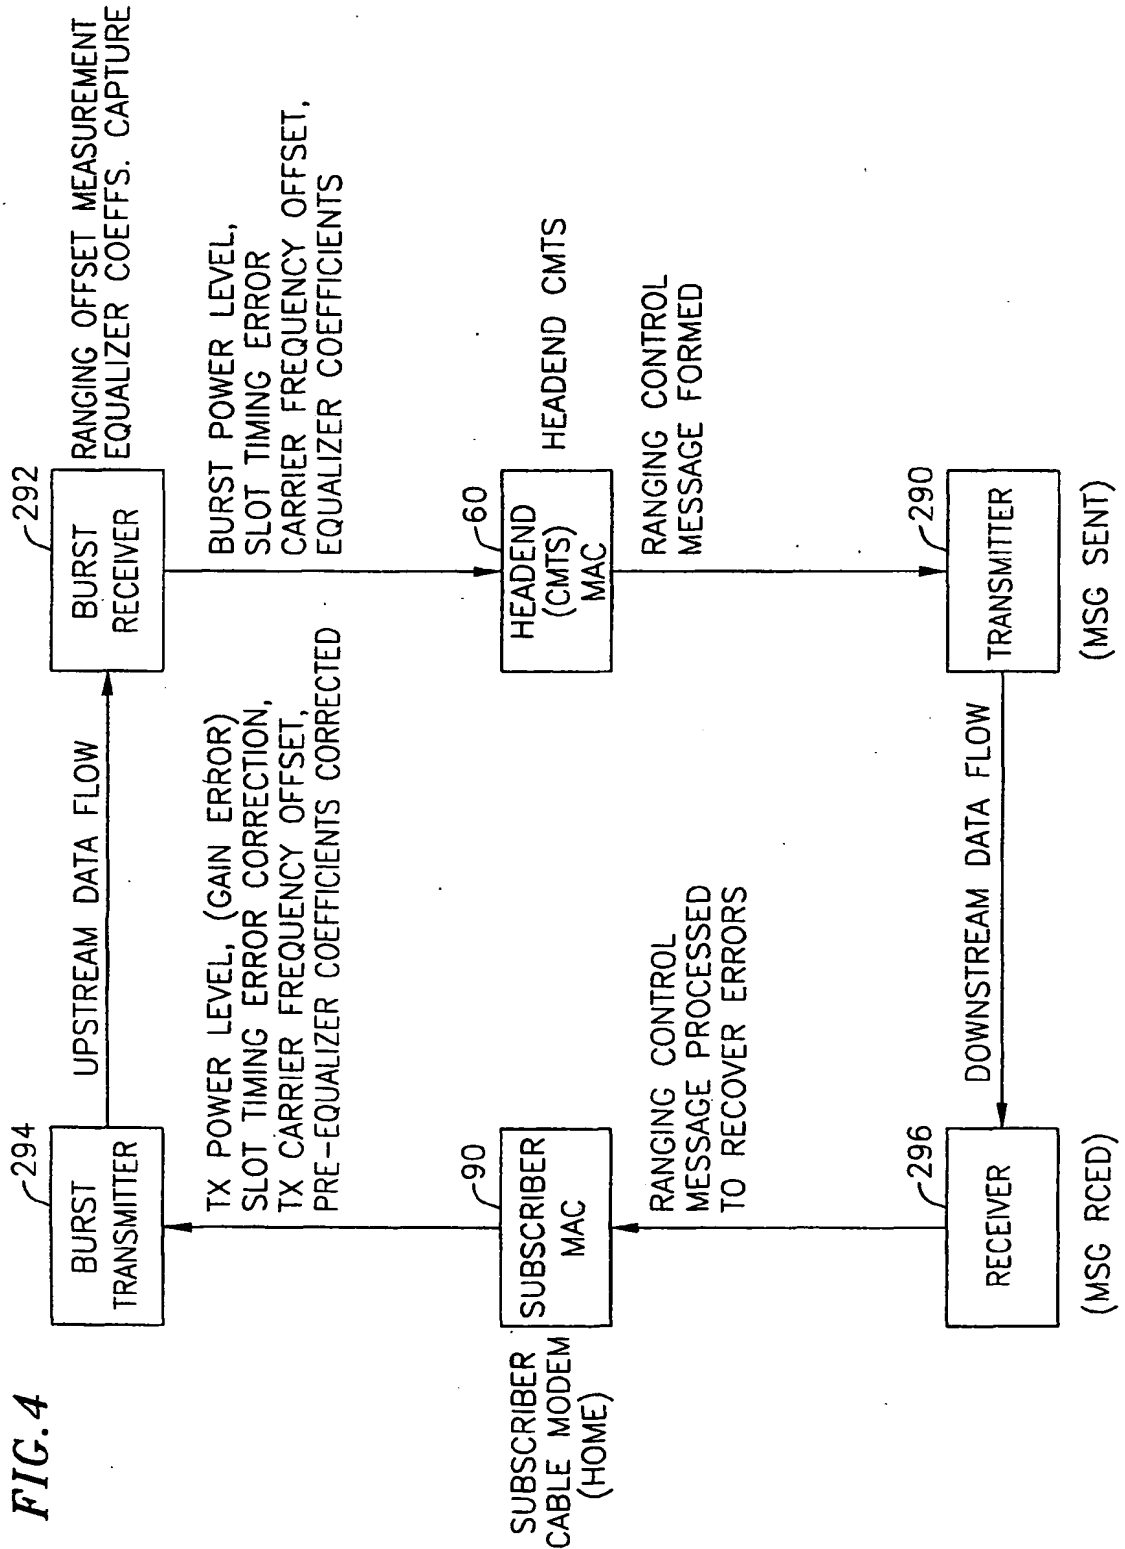 FIG.4
294
BURST
TRANSMITTER
UPSTREAM DATA FLOW
292
BURST
RECEIVER
RANGING OFFSET MEASUREMENT
EQUALIZER COEFFS. CAPTURE
TX POWER LEVEL, (GAIN ERROR)
SLOT TIMING ERROR CORRECTION,
TX CARRIER FREQUENCY OFFSET,
PRE-EQUALIZER COEFFICIENTS CORRECTED
BURST POWER LEVEL,
SLOT TIMING ERROR
CARRIER FREQUENCY OFFSET,
EQUALIZER COEFFICIENTS
SUBSCRIBER
CABLE MODEM
(HOME)
90
SUBSCRIBER
MAC
60
HEADEND
(CMTS)
MAC
HEADEND CMTS
RANGING CONTROL
MESSAGE PROCESSED
TO RECOVER ERRORS
RANGING CONTROL
MESSAGE FORMED
296
RECEIVER
(MSG RCED)
DOWNSTREAM DATA FLOW
290
TRANSMITTER
(MSG SENT)